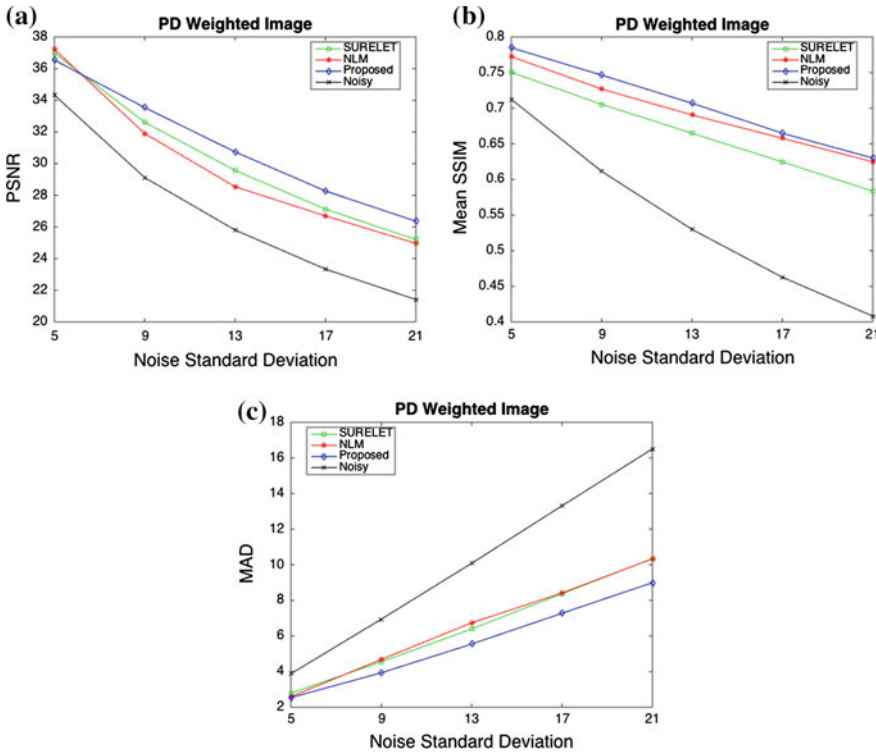 (a)
PD Weighted Image
38
36
34
32
30
28
26
24
22
20
PSNR
SURELET
NLM
Proposed
Noisy
5 9 13 17 21
Noise Standard Deviation
(b)
PD Weighted Image
0.8
0.75
0.7
0.65
0.6
0.55
0.5
0.45
0.4
Mean SSIM
SURELET
NLM
Proposed
Noisy
5 9 13 17 21
Noise Standard Deviation
(c)
PD Weighted Image
18
16
14
12
10
8
6
4
2
MAD
SURELET
NLM
Proposed
Noisy
5 9 13 17 21
Noise Standard Deviation